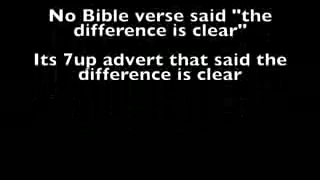 No Bible verse said "the
difference is clear"
Its 7up advert that said the
difference is clear